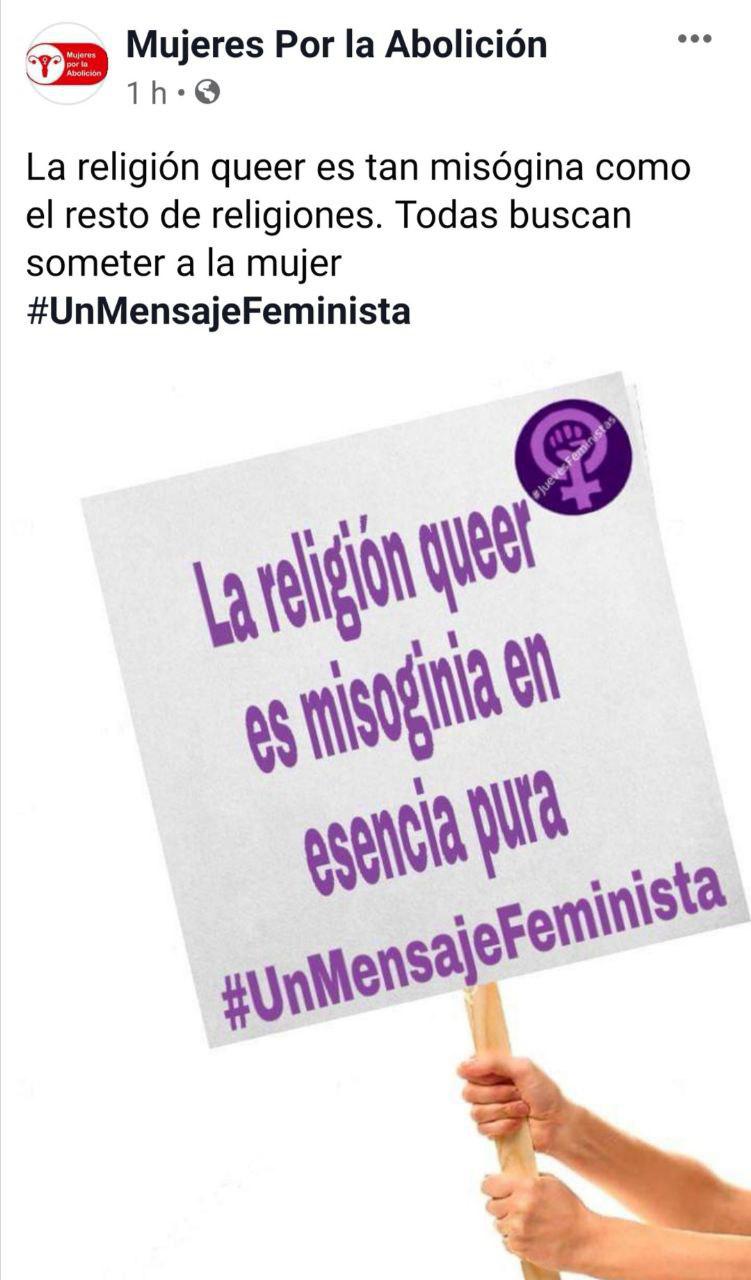 Mujeres
por la
Abolición
Mujeres Por la Abolición
1 h
La religión queer es tan misógina como
el resto de religiones. Todas buscan
someter a la mujer
#UnMensajeFeminista
#JuevesFeministas
La religión queer
es misoginia en
esencia pura
#UnMensajeFeminista